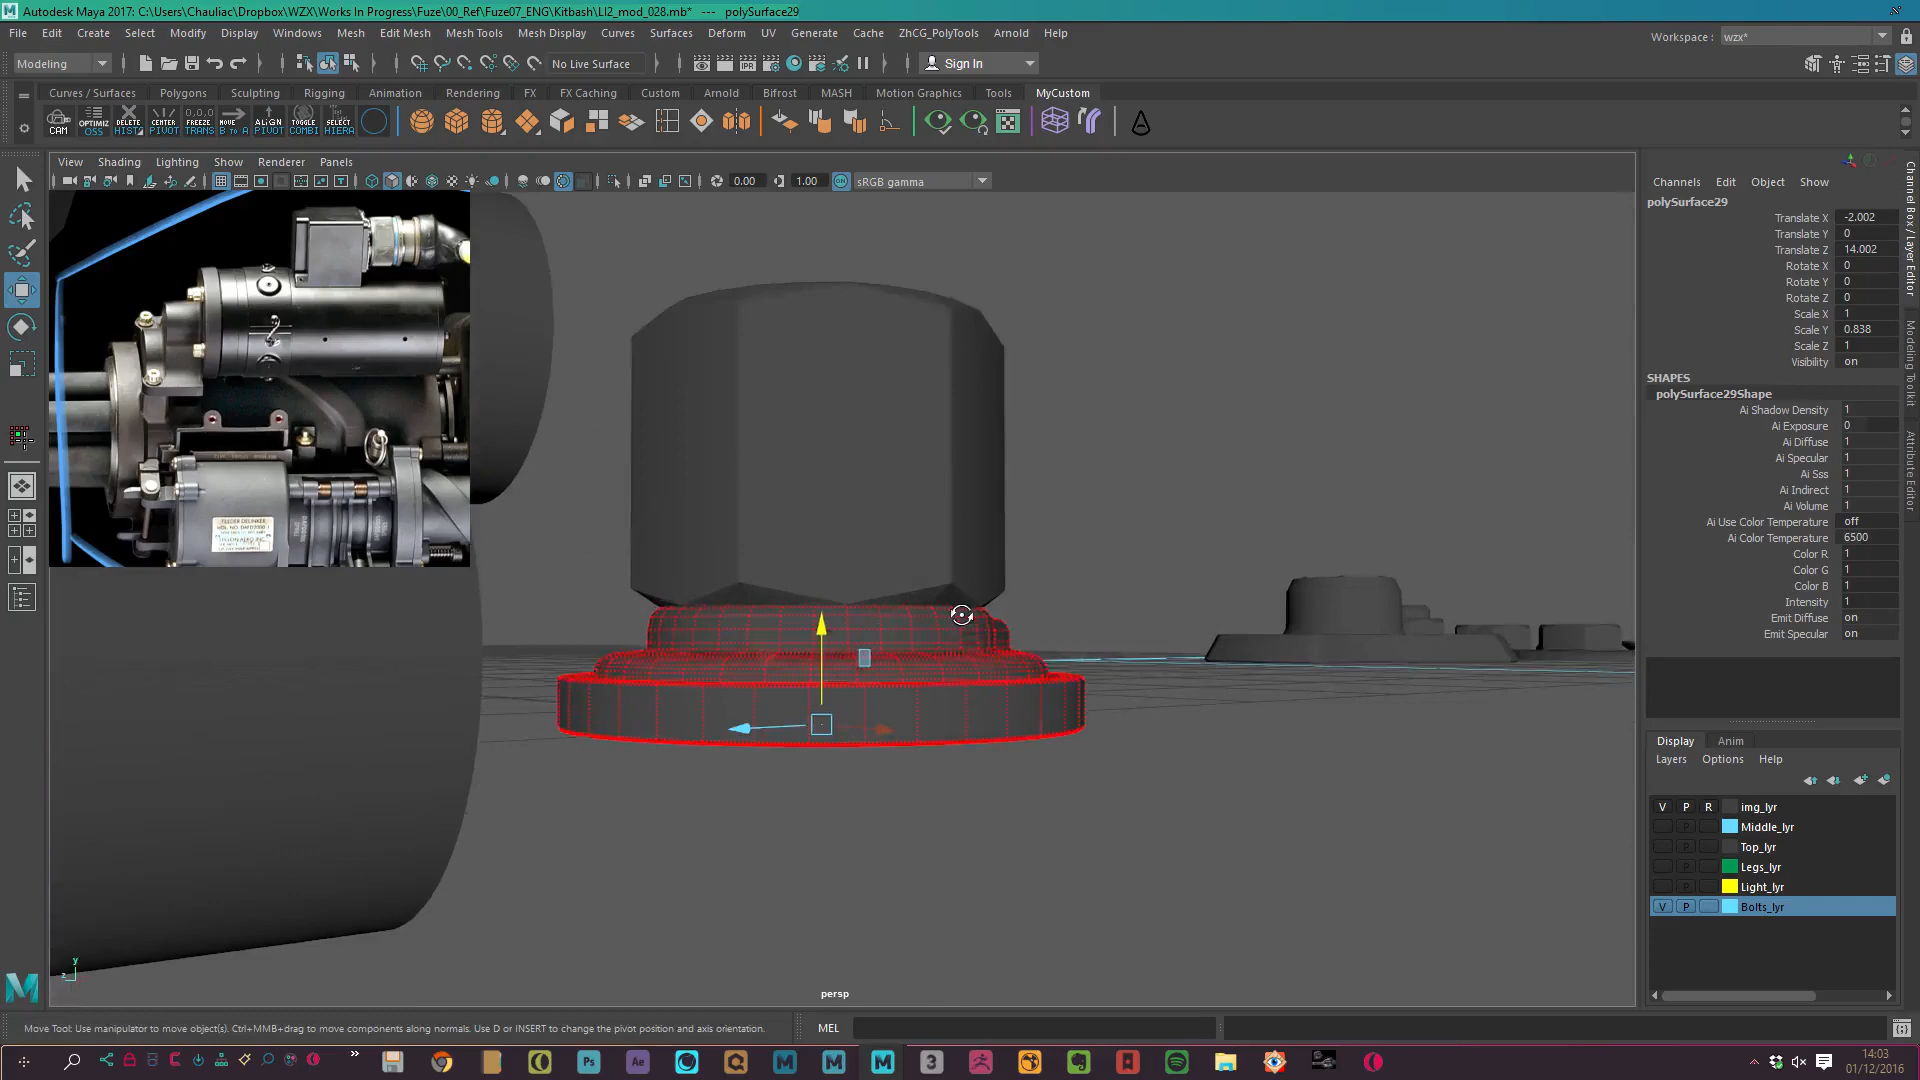 Autodesk Maya 2017: C:\Users\Chauliac\Dropbox\WZX\Works In Progress\Fuze\00_Ref\Fuze07_ENG\Kitbash\LI2_mod_028.mb* --- polySurface29
File Edit Create Select Modify Display Windows Mesh Edit Mesh Mesh Tools Mesh Display Curves Surfaces Deform UV Generate Cache ZhCG_PolyTools Arnold Help
Workspace : wzx*
Modeling
No Live Surface
Sign In
Curves / Surfaces Polygons Sculpting Rigging Animation Rendering FX FX Caching Custom Arnold Bifrost MASH Motion Graphics Tools MyCustom
CAM
OPTIMIZ
OSS
DELETE
HIST
CENTER
PIVOT
0,0,0
FREEZE
TRANS
MOVE
B to A
ALIGN
PIVOT
TOGGLE
COMBI
SELECT
HIERA
View Shading Lighting Show Renderer Panels
0.00
1.00
ON
sRGB gamma
Channels Edit Object Show
polySurface29
Translate X -2.002
Translate Y 0
Translate Z 14.002
Rotate X 0
Rotate Y 0
Rotate Z 0
Scale X 1
Scale Y 0.838
Scale Z 1
Visibility on
SHAPES
polySurface29Shape
Ai Shadow Density 1
Ai Exposure 0
Ai Diffuse 1
Ai Specular 1
Ai Sss 1
Ai Indirect 1
Ai Volume 1
Ai Use Color Temperature off
Ai Color Temperature 6500
Color R 1
Color G 1
Color B 1
Intensity 1
Emit Diffuse on
Emit Specular on
Display Anim
Layers Options Help
V P R img_lyr
P Middle_lyr
P Top_lyr
P Legs_lyr
P Light_lyr
V P Bolts_lyr
Channel Box / Layer Editor
Modeling Toolkit
Attribute Editor
FEEDER DELINKER
y
z
persp
Move Tool: Use manipulator to move object(s). Ctrl+MMB+drag to move components along normals. Use D or INSERT to change the pivot position and axis orientation.
MEL
Ps
Ae
3
14:03
01/12/2016